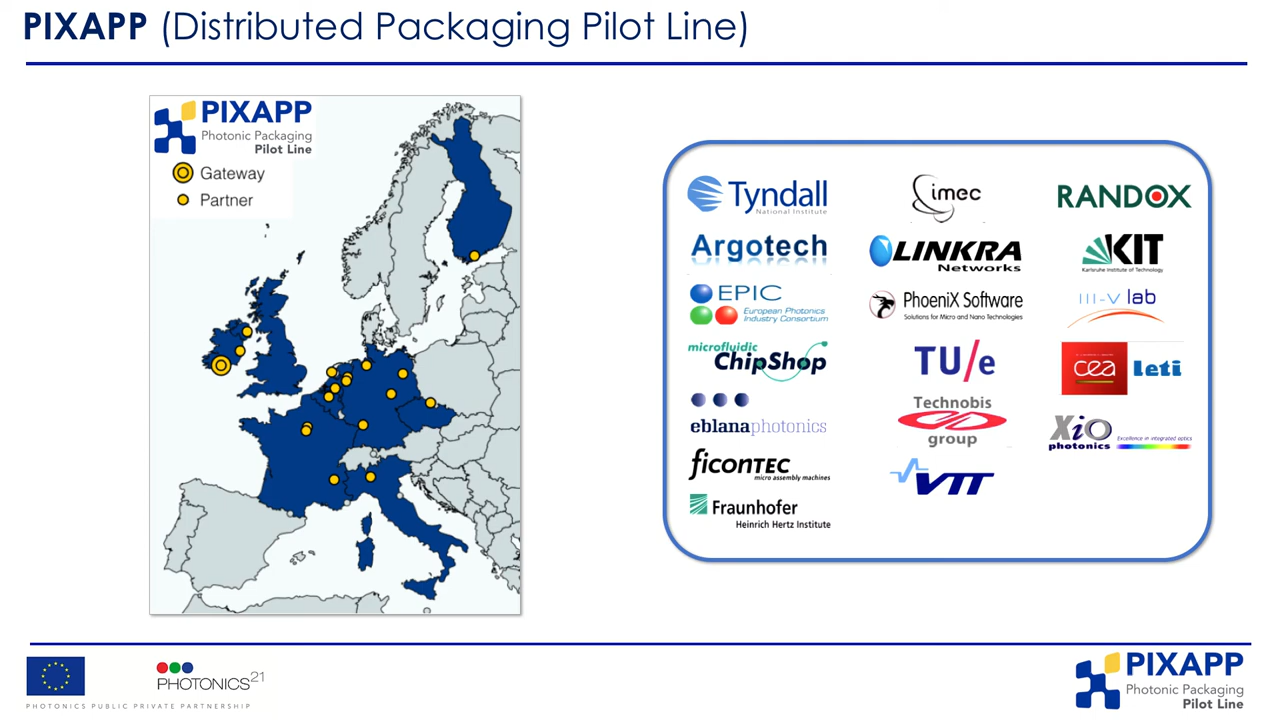 PIXAPP (Distributed Packaging Pilot Line)
PIXAPP
Photonic Packaging
Pilot Line
Gateway
Partner
Tyndall
National Institute
Argotech
EPIC
European Photonics
Industry Consortium
microfluidic
ChipShop
eblanaphotonics
ficonTEC
micro assembly machines
Fraunhofer
Heinrich Hertz Institute
imec
LINKRA
Networks
PhoeniX Software
Solutions for Micro and Nano Technologies
TU/e
Technobis
group
VTT
RANDOX
KIT
Karlsruhe Institute of Technology
III-V lab
cea Leti
XiO
photonics Excellence in integrated optics
PHOTONICS21
PHOTONICS PUBLIC PRIVATE PARTNERSHIP
PIXAPP
Photonic Packaging
Pilot Line